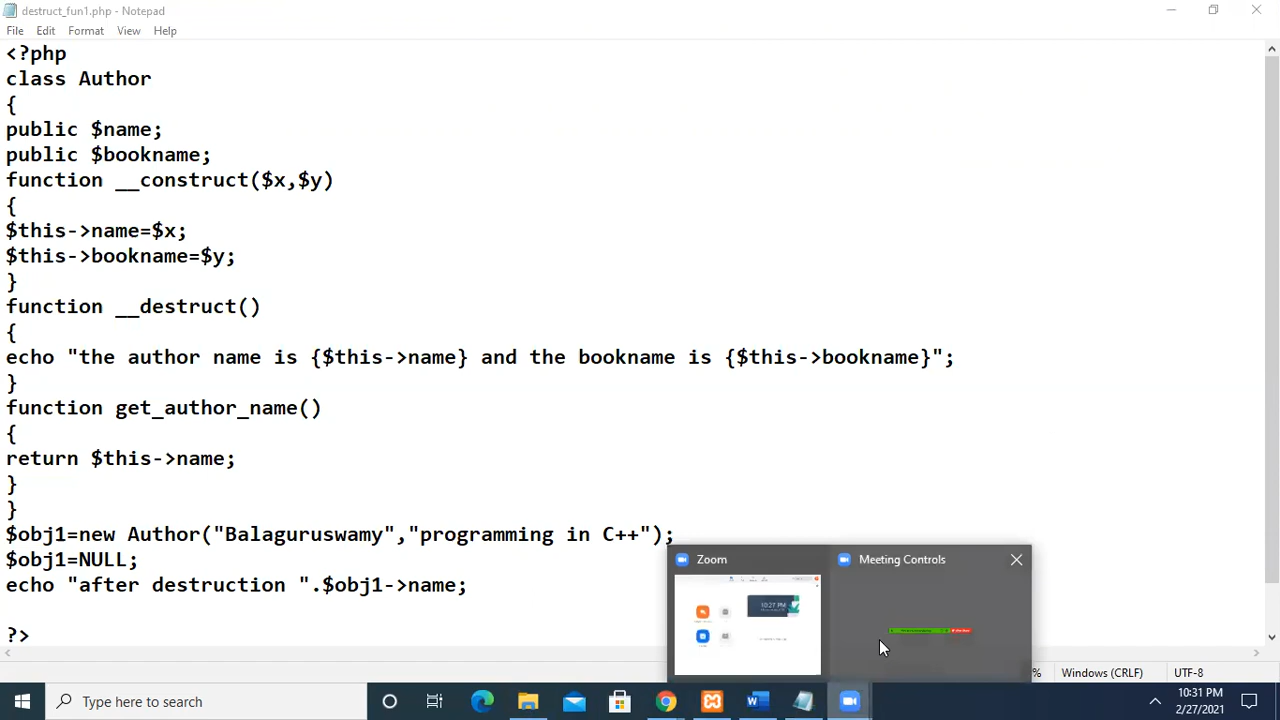 destruct_fun1.php - Notepad
File Edit Format View Help
<?php
class Author
{
public $name;
public $bookname;
function __construct($x,$y)
{
$this->name=$x;
$this->bookname=$y;
}
function __destruct()
{
echo "the author name is {$this->name} and the bookname is {$this->bookname}";
}
function get_author_name()
{
return $this->name;
}
}
$obj1=new Author("Balaguruswamy","programming in C++");
$obj1=NULL;
echo "after destruction ".$obj1->name;
?>
Zoom Meeting Controls
10:27 PM
% Windows (CRLF) UTF-8
Type here to search
10:31 PM
2/27/2021